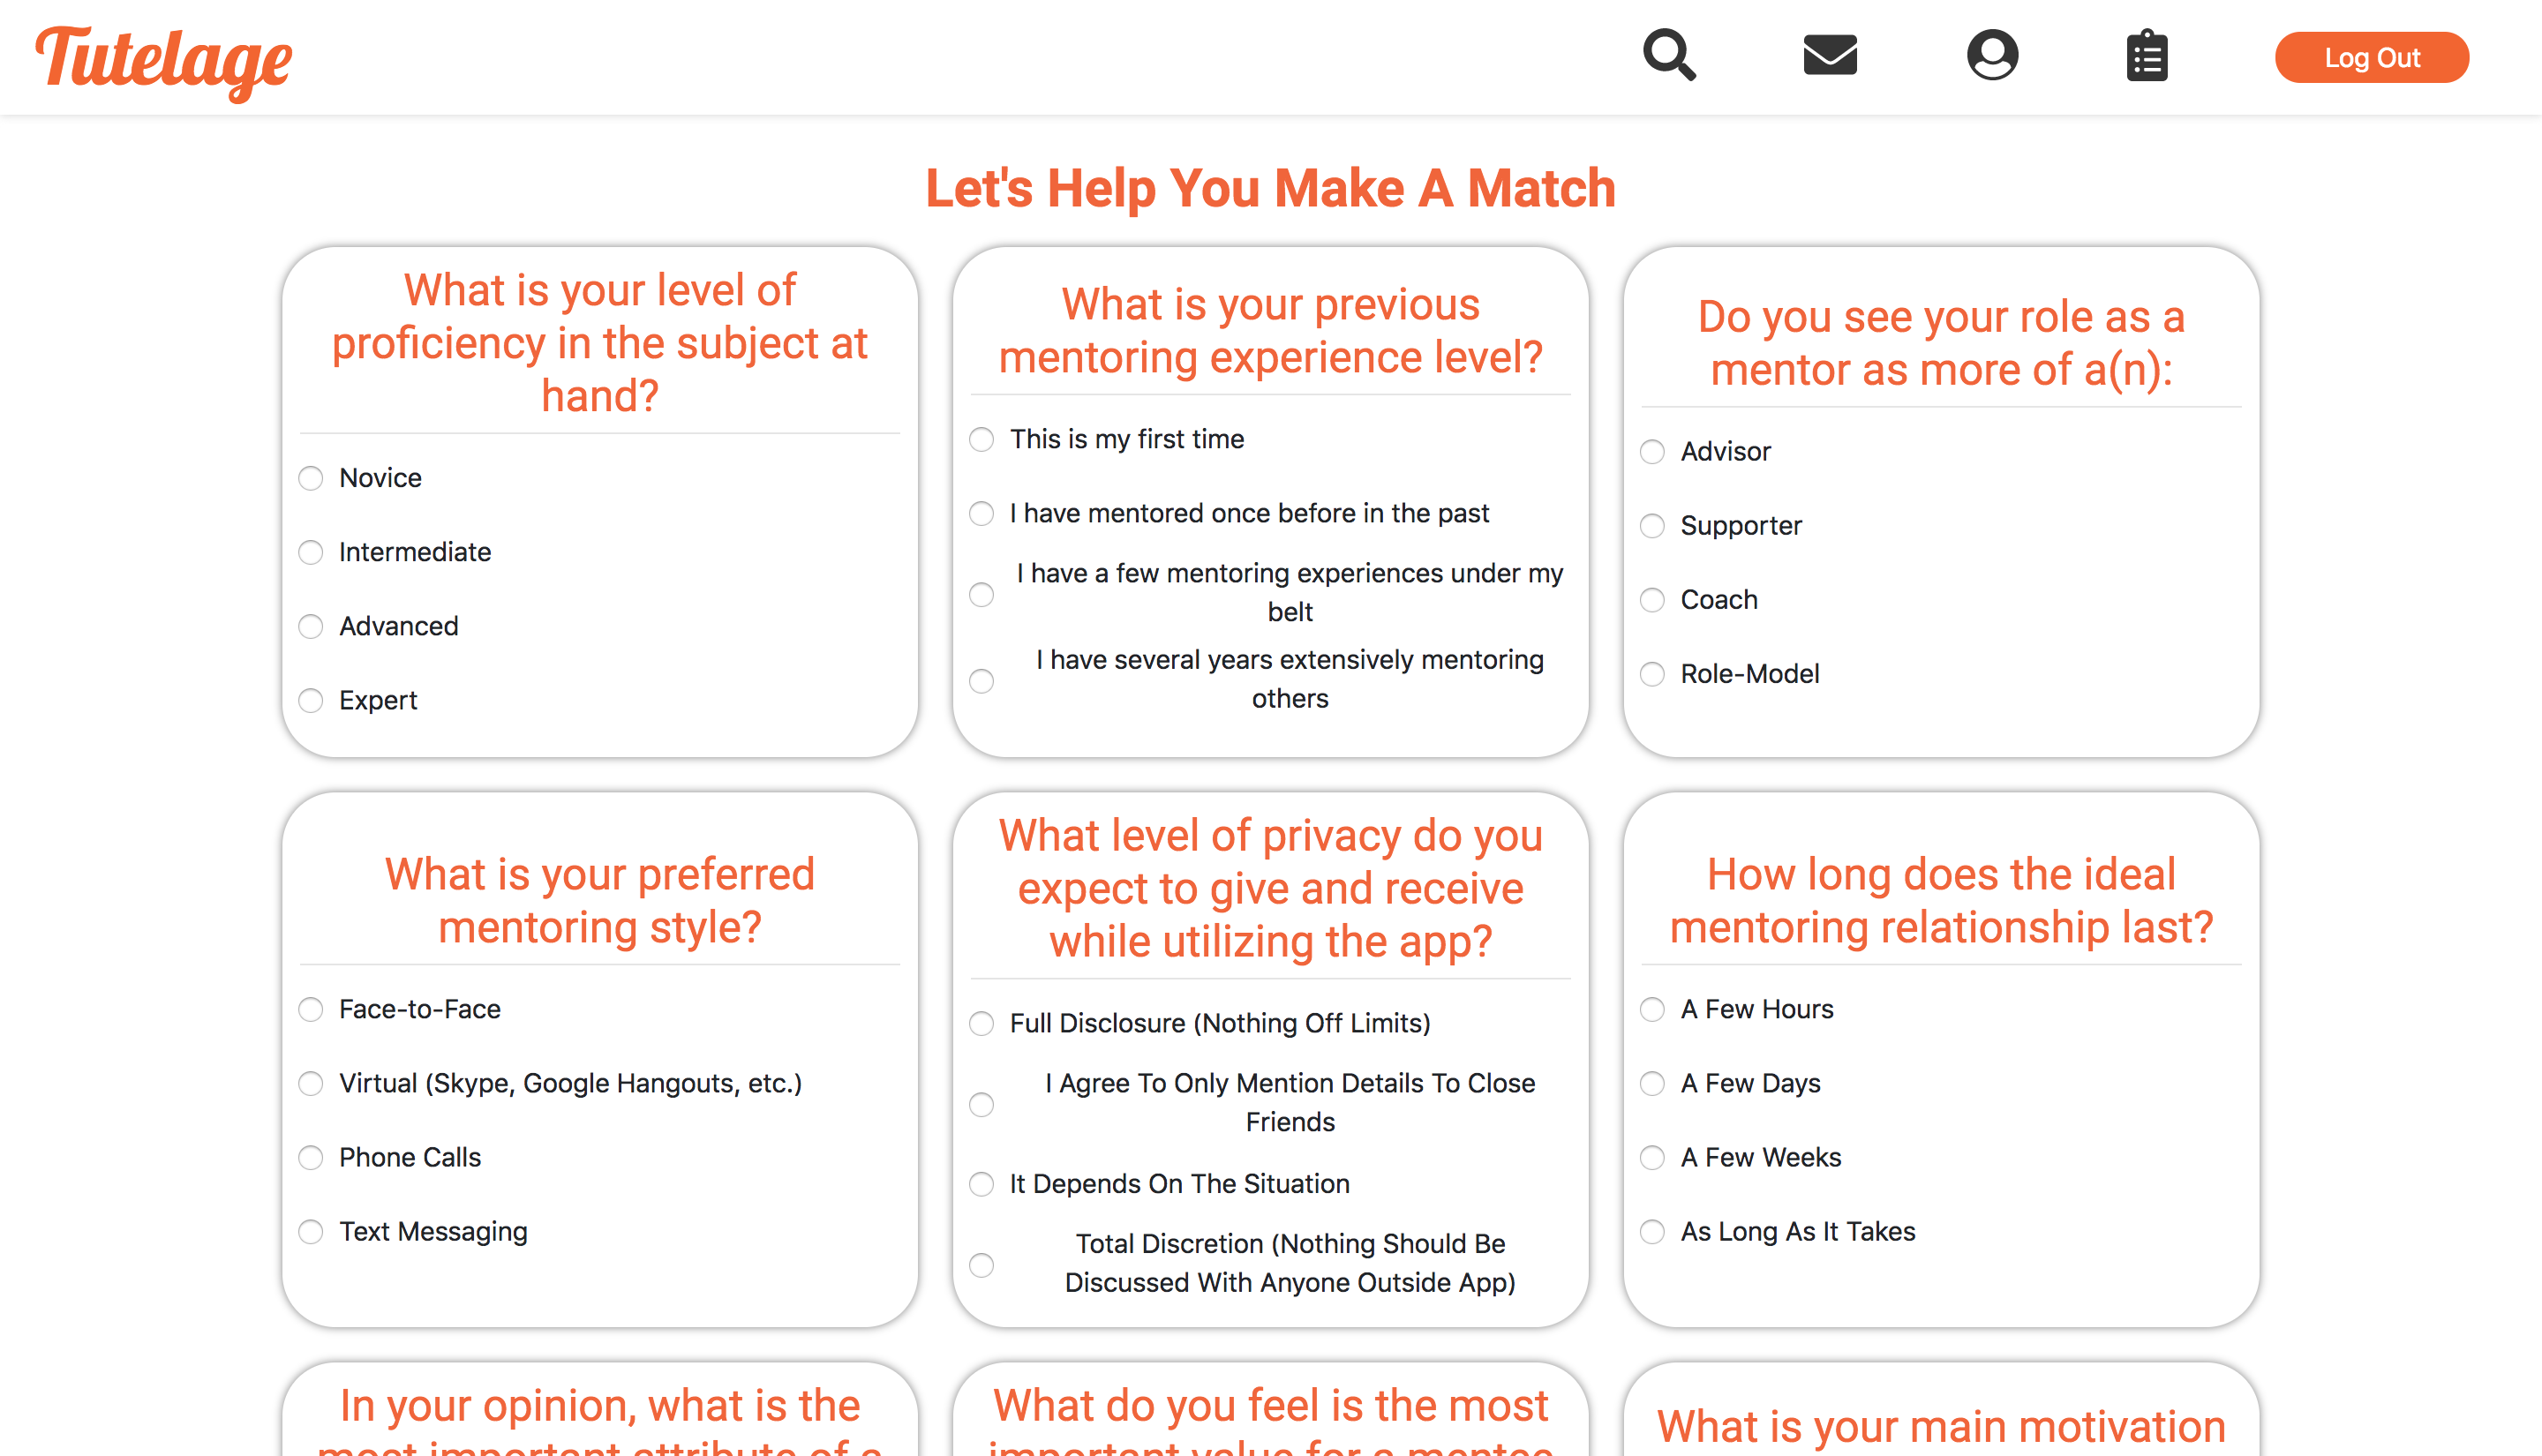 Tutelage
Log Out
Let's Help You Make A Match
What is your level of
proficiency in the subject at
hand?
Novice
Intermediate
Advanced
Expert
What is your previous
mentoring experience level?
This is my first time
I have mentored once before in the past
I have a few mentoring experiences under my
belt
I have several years extensively mentoring
others
Do you see your role as a
mentor as more of a(n):
Advisor
Supporter
Coach
Role-Model
What is your preferred
mentoring style?
Face-to-Face
Virtual (Skype, Google Hangouts, etc.)
Phone Calls
Text Messaging
What level of privacy do you
expect to give and receive
while utilizing the app?
Full Disclosure (Nothing Off Limits)
I Agree To Only Mention Details To Close
Friends
It Depends On The Situation
Total Discretion (Nothing Should Be
Discussed With Anyone Outside App)
How long does the ideal
mentoring relationship last?
A Few Hours
A Few Days
A Few Weeks
As Long As It Takes
In your opinion, what is the
most important attribute of a
What do you feel is the most
important value for a mentee
What is your main motivation